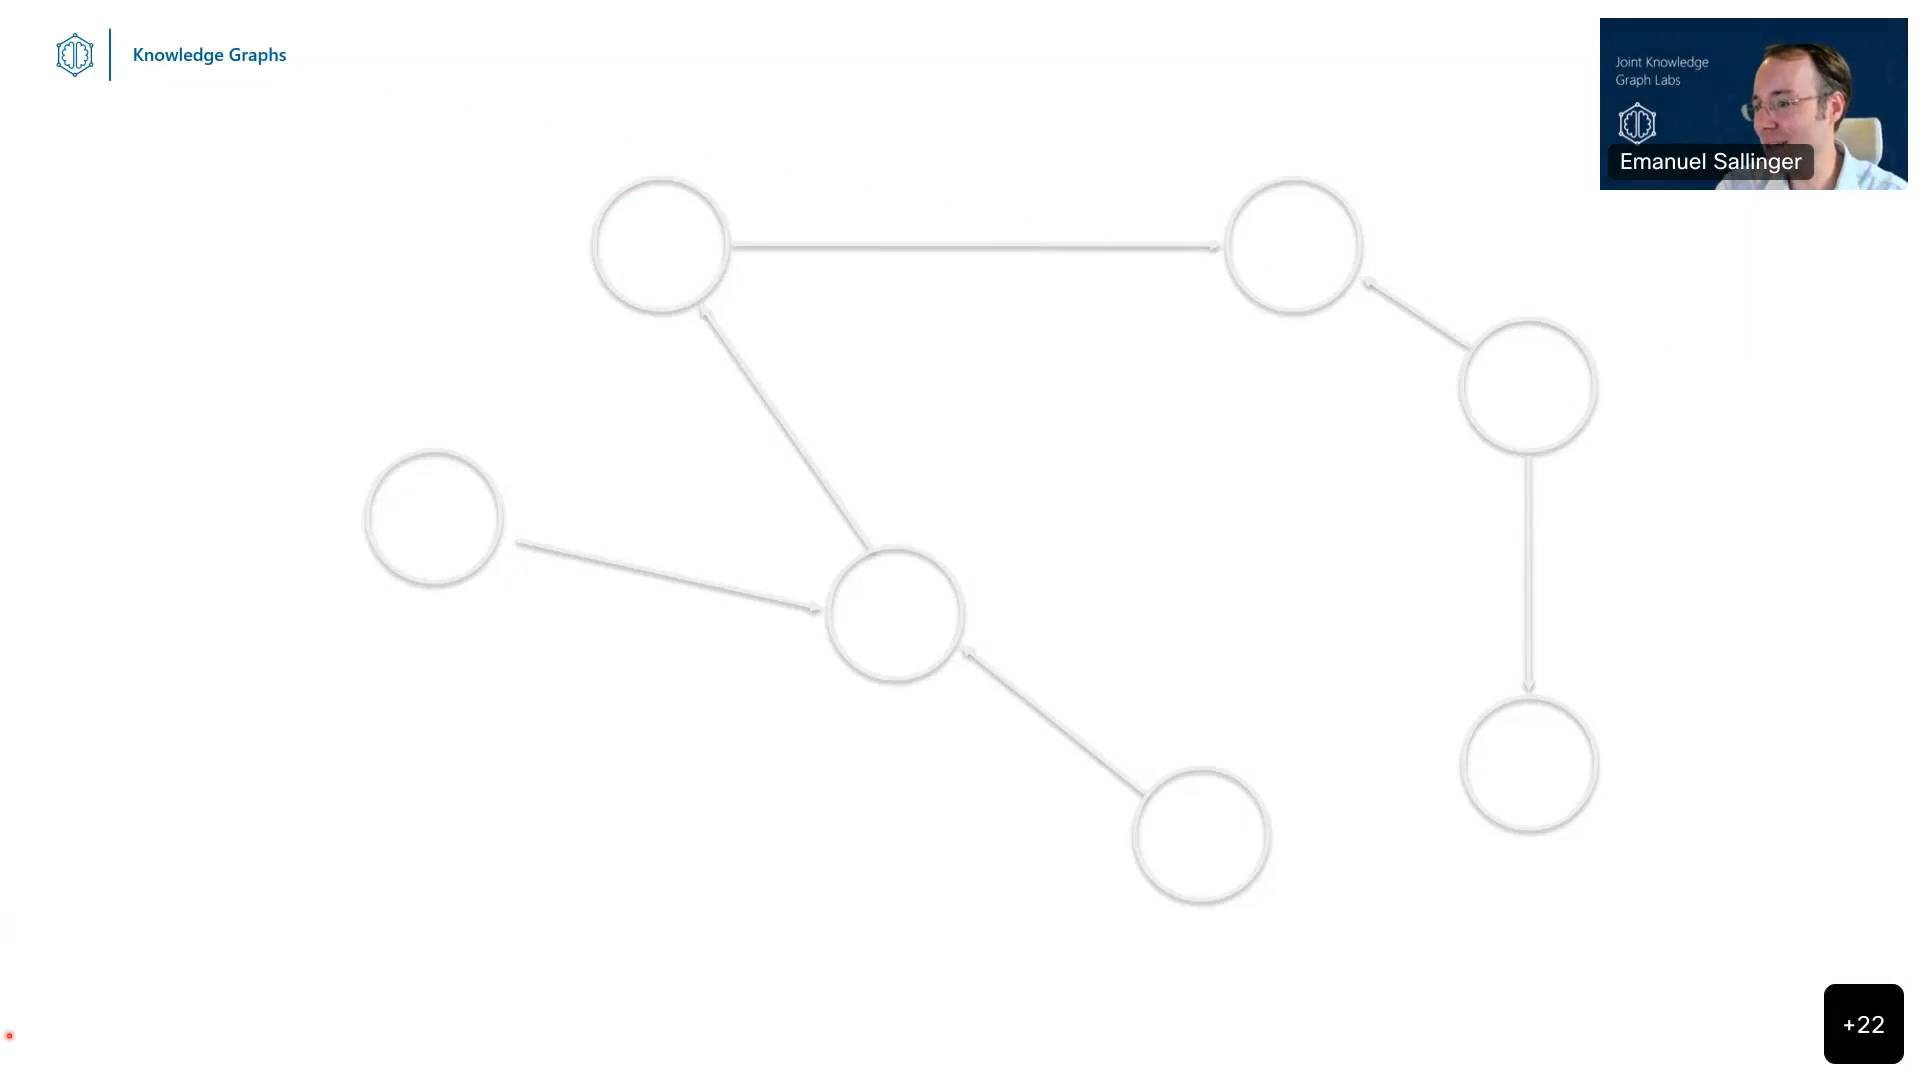 Knowledge Graphs
Joint Knowledge
Graph Labs
Emanuel Sallinger
+22